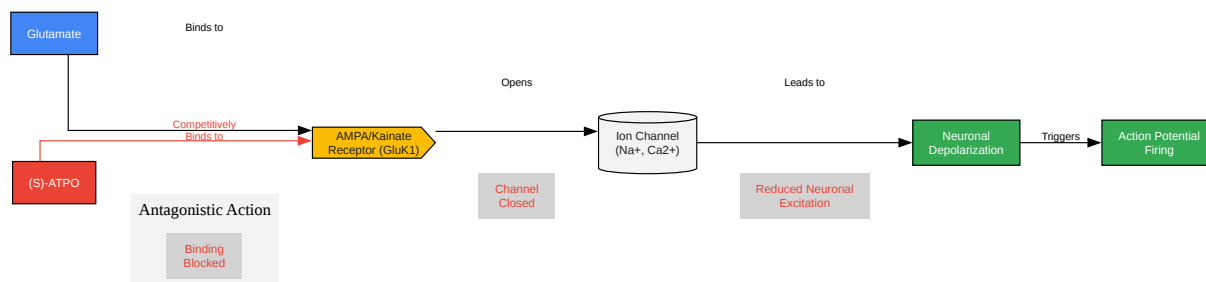 Glutamate
Binds to
Opens
Leads to
Competitively
Binds to
AMPA/Kainate
Receptor (GluK1)
Ion Channel
(Na+, Ca2+)
Neuronal
Depolarization
Triggers
Action Potential
Firing
(S)-ATPO
Channel
Closed
Reduced Neuronal
Excitation
Antagonistic Action
Binding
Blocked